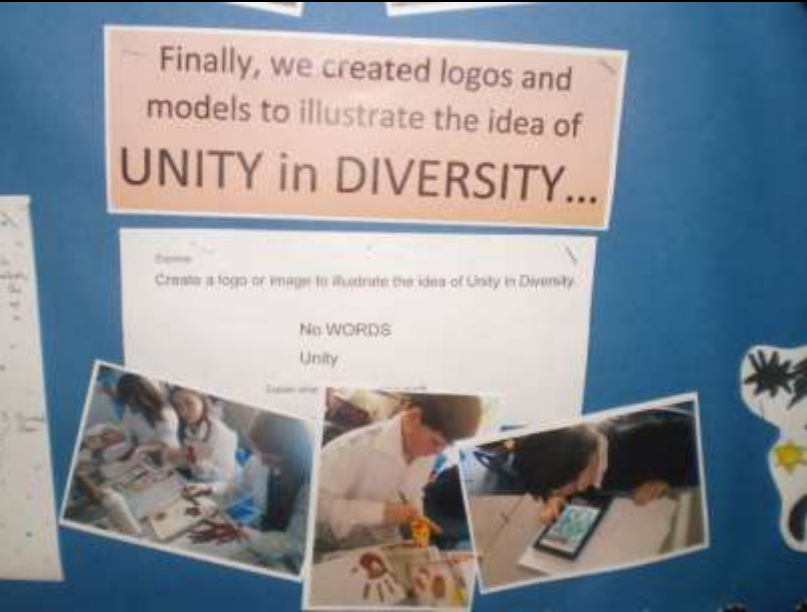 Finally, we created logos and
models to illustrate the idea of
UNITY in DIVERSITY...
Create a logo or image to illustrate the idea of Unity in Diversity.
No WORDS
Unity